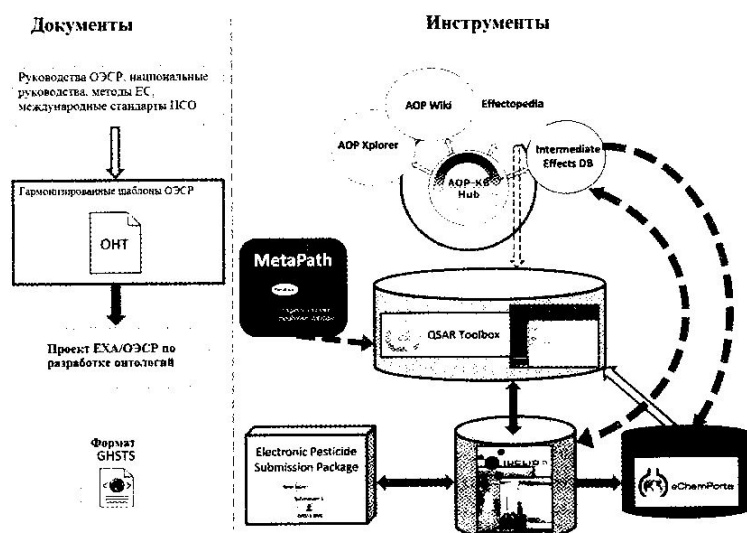 Документы
Руководства ОЭСР, национальные
руководства, методы ЕС,
международные стандарты ИСО
Гармонизированные шаблоны ОЭСР
OHT
Проект ЕХА/ОЭСР по
разработке онтологий
Формат
GHSTS
Инструменты
AOP Wiki
Effectopedia
AOP Xplorer
Intermediate
Effects DB
AOP-KB
Hub
MetaPath
QSAR Toolbox
Electronic Pesticide
Submission Package
IUCLID
eChemPortal